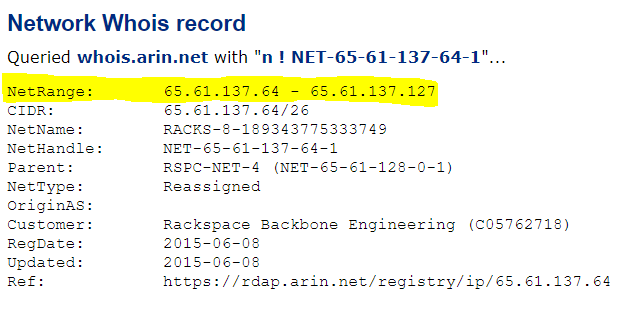 Network Whois record
Queried whois.arin.net with "n ! NET-65-61-137-64-1"...
NetRange: 65.61.137.64 - 65.61.137.127
CIDR: 65.61.137.64/26
NetName: RACKS-8-189343775333749
NetHandle: NET-65-61-137-64-1
Parent: RSPC-NET-4 (NET-65-61-128-0-1)
NetType: Reassigned
OriginAS:
Customer: Rackspace Backbone Engineering (C05762718)
RegDate: 2015-06-08
Updated: 2015-06-08
Ref: https://rdap.arin.net/registry/ip/65.61.137.64